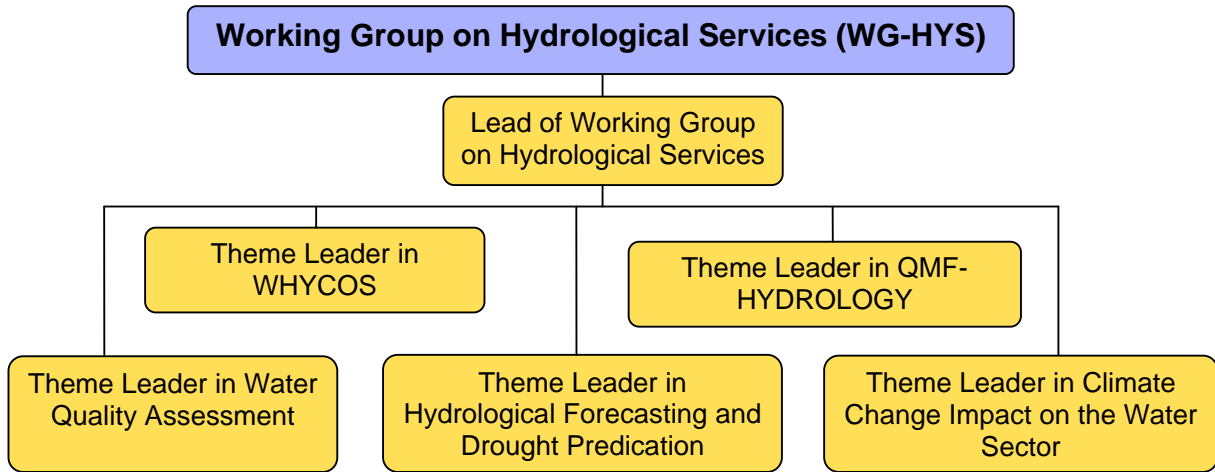 Working Group on Hydrological Services (WG-HYS)
Lead of Working Group
on Hydrological Services
Theme Leader in
WHYCOS
Theme Leader in QMF-
HYDROLOGY
Theme Leader in Water
Quality Assessment
Theme Leader in
Hydrological Forecasting and
Drought Predication
Theme Leader in Climate
Change Impact on the Water
Sector